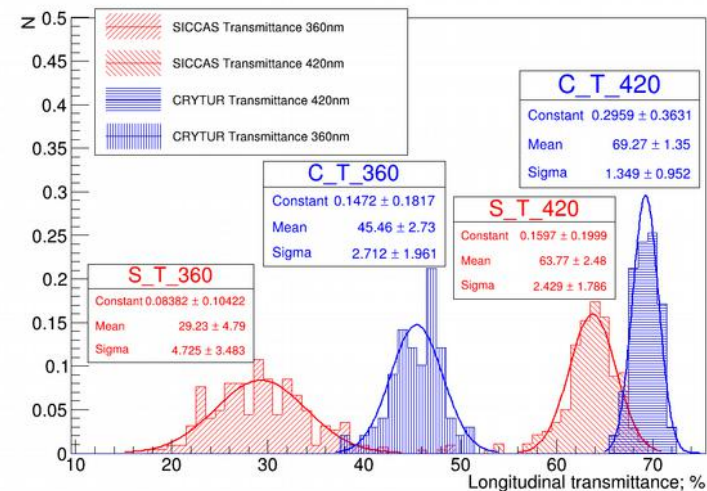 N
0.5
0.45
0.4
0.35
0.3
0.25
0.2
0.15
0.1
0.05
0
SICCAS Transmittance 360nm
SICCAS Transmittance 420nm
CRYTUR Transmittance 420nm
CRYTUR Transmittance 360nm
C_T_420
Constant 0.2959 ± 0.3631
Mean 69.27 ± 1.35
Sigma 1.349 ± 0.952
C_T_360
Constant 0.1472 ± 0.1817
Mean 45.46 ± 2.73
Sigma 2.712 ± 1.961
S_T_420
Constant 0.1597 ± 0.1999
Mean 63.77 ± 2.48
Sigma 2.429 ± 1.786
S_T_360
Constant 0.08382 ± 0.10422
Mean 29.23 ± 4.79
Sigma 4.725 ± 3.483
10 20 30 40 50 60 70
Longitudinal transmittance; %